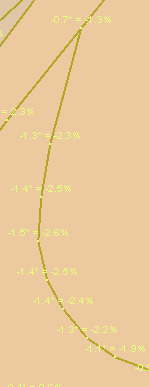 -0.7° = -1.3%
2.3%
-1.3° = -2.3%
-1.4° = -2.5%
-1.5° = -2.6%
-1.4° = -2.5%
-1.4° = -2.4%
-1.3° = -2.2%
-1.1° = -1.9%